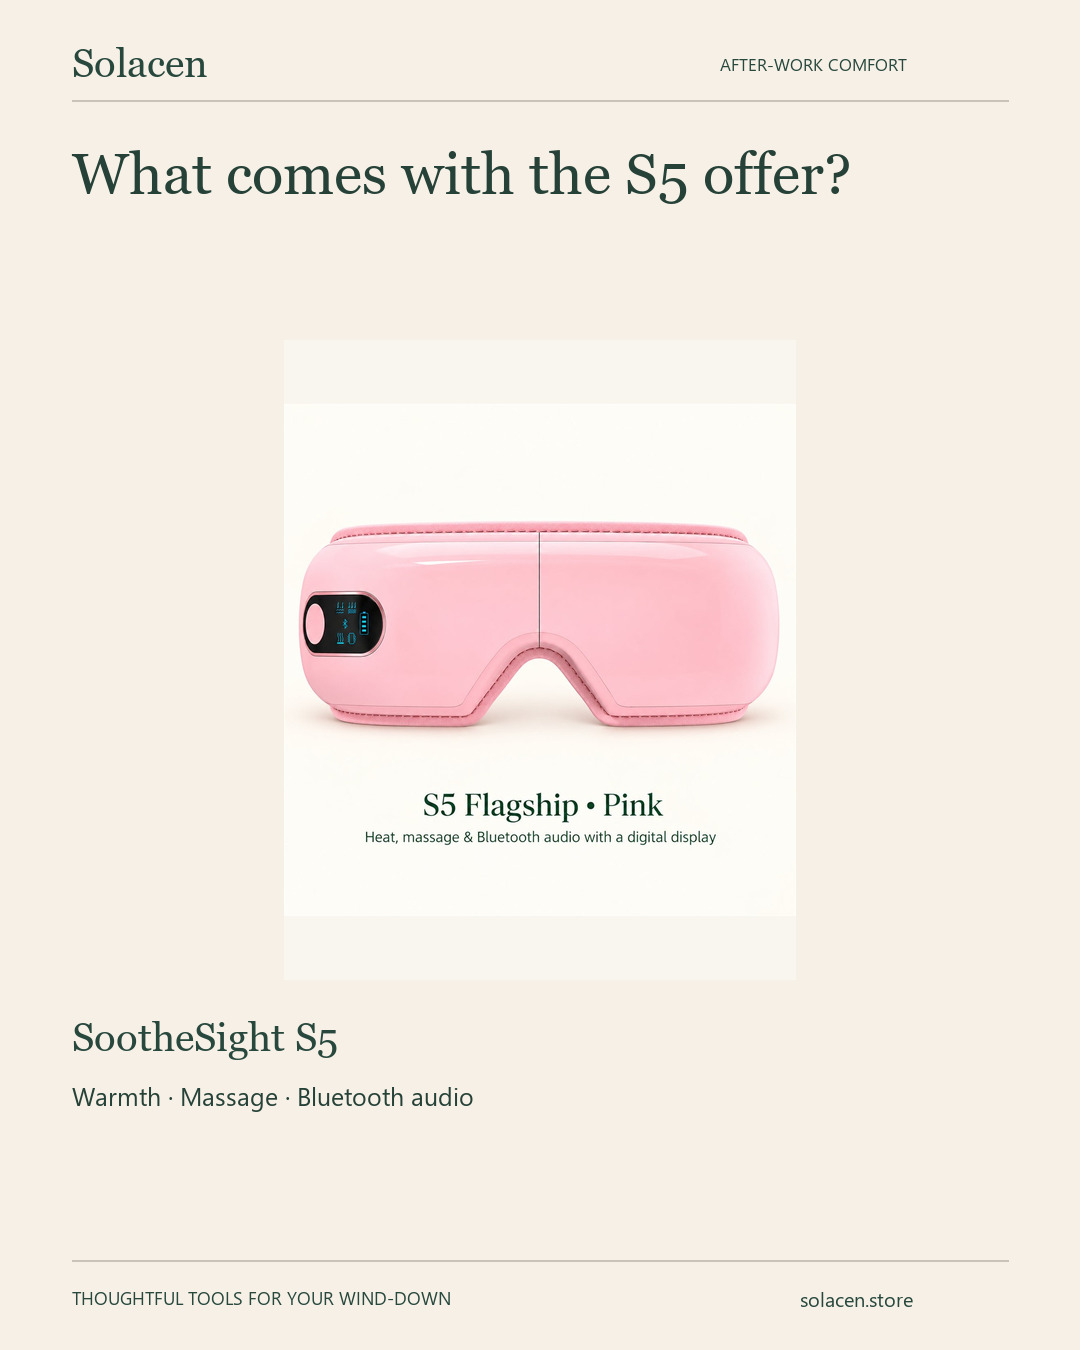 Solacen
AFTER-WORK COMFORT
What comes with the S5 offer?
S5 Flagship • Pink
Heat, massage & Bluetooth audio with a digital display
SootheSight S5
Warmth · Massage · Bluetooth audio
THOUGHTFUL TOOLS FOR YOUR WIND-DOWN
solacen.store